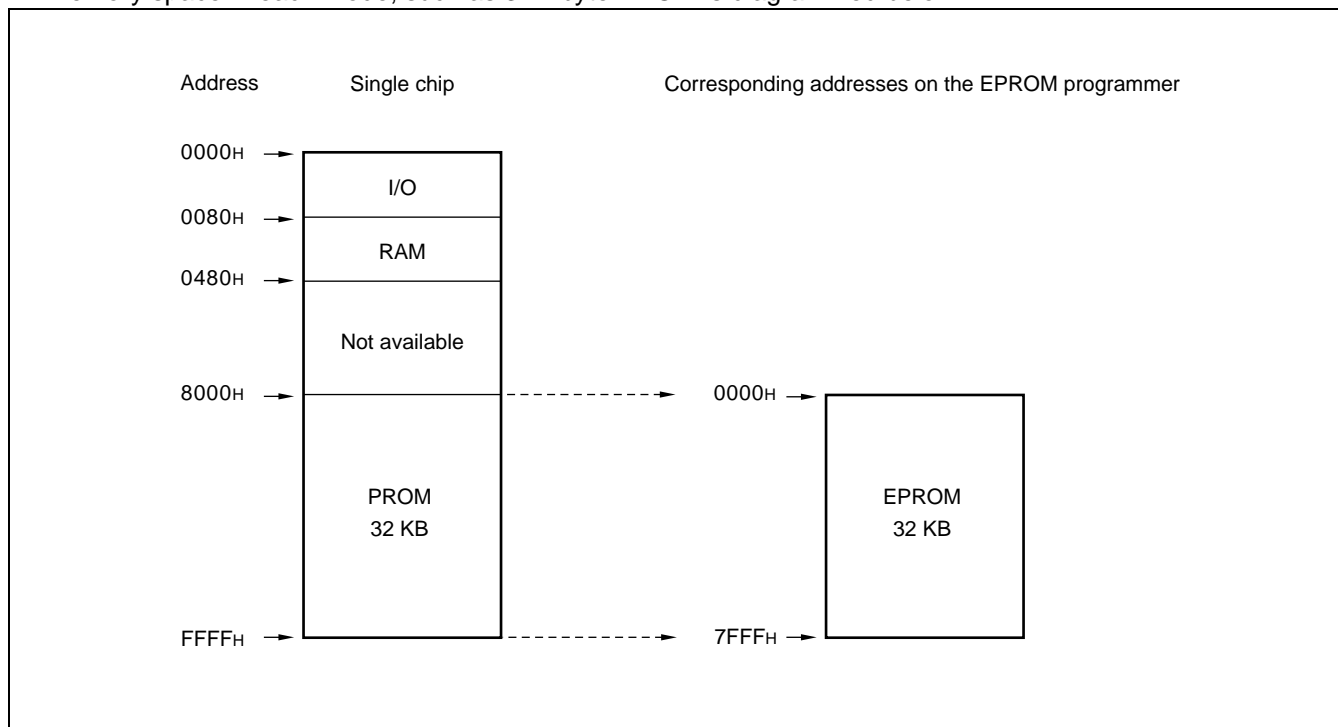 Address Single chip Corresponding addresses on the EPROM programmer
0000H
I/O
0080H
RAM
0480H
Not available
8000H 0000H
PROM EPROM
32 KB 32 KB
FFFFH 7FFFH